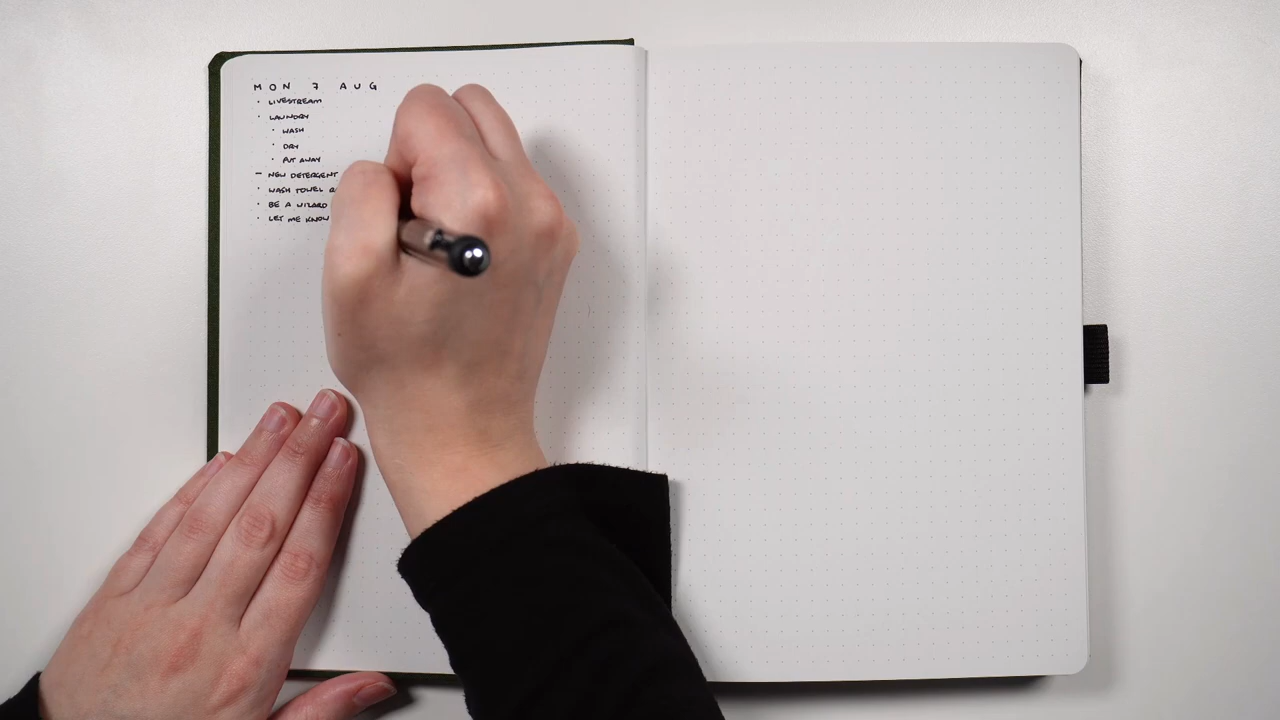 MON 7 AUG
· LIVESTREAM
· LAUNDRY
· WASH
· DRY
· PUT AWAY
– NEW DETERGENT
· WASH TOWEL
· BE A WIZARD
· LET ME KNOW